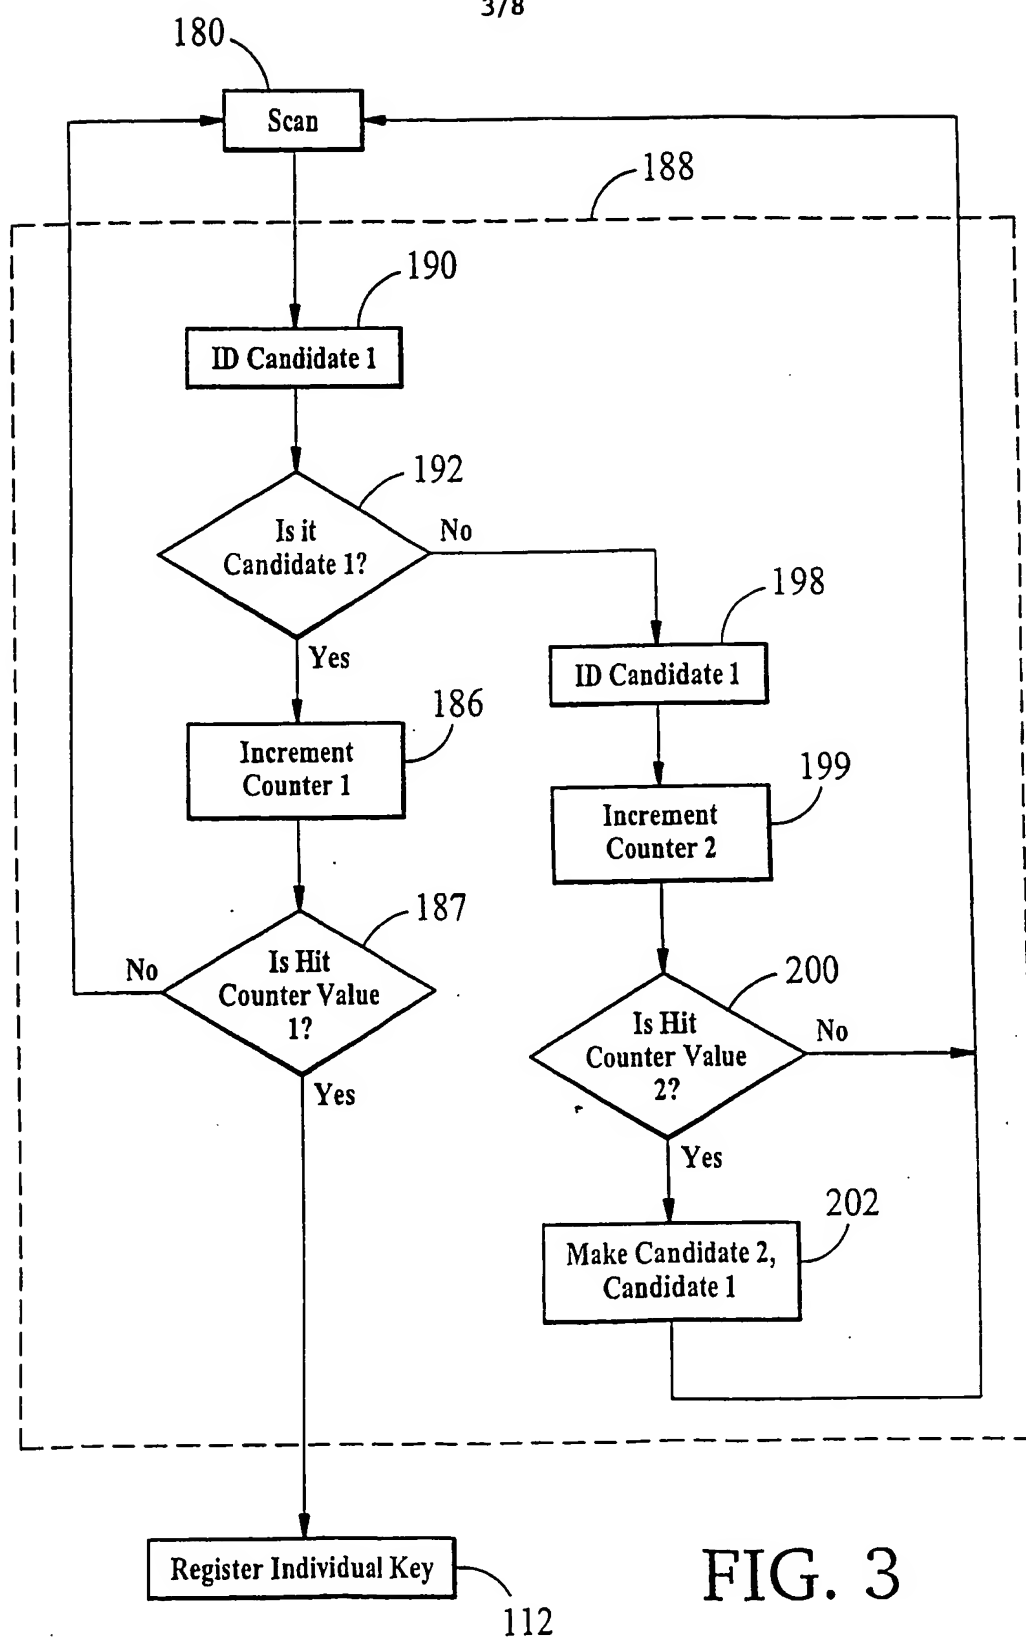 3/8
180
Scan
188
190
ID Candidate 1
192
Is it
Candidate 1?
No
Yes
198
ID Candidate 1
186
Increment
Counter 1
199
Increment
Counter 2
187
Is Hit
Counter Value
1?
No
Yes
200
Is Hit
Counter Value
2?
No
Yes
202
Make Candidate 2,
Candidate 1
Register Individual Key
112
FIG. 3